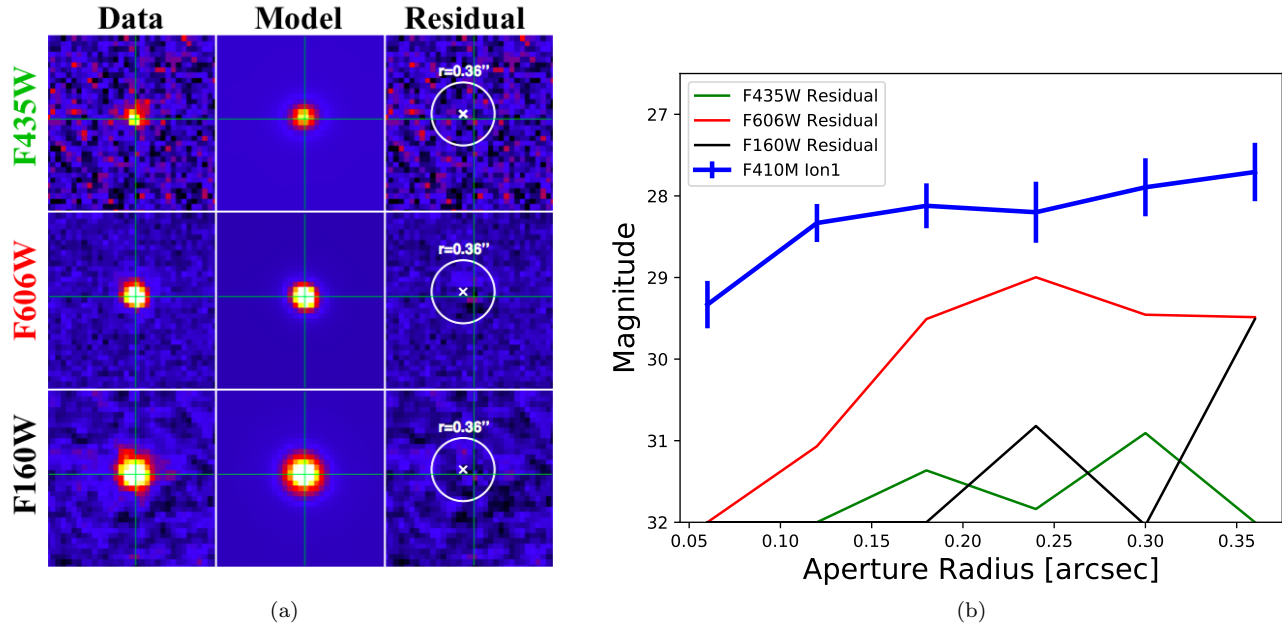 Data Model Residual
F435W
r=0.36”
F606W
r=0.36”
F160W
r=0.36”
(a)
F435W Residual
F606W Residual
F160W Residual
F410M Ion1
Magnitude
27
28
29
30
31
32
0.05 0.10 0.15 0.20 0.25 0.30 0.35
Aperture Radius [arcsec]
(b)